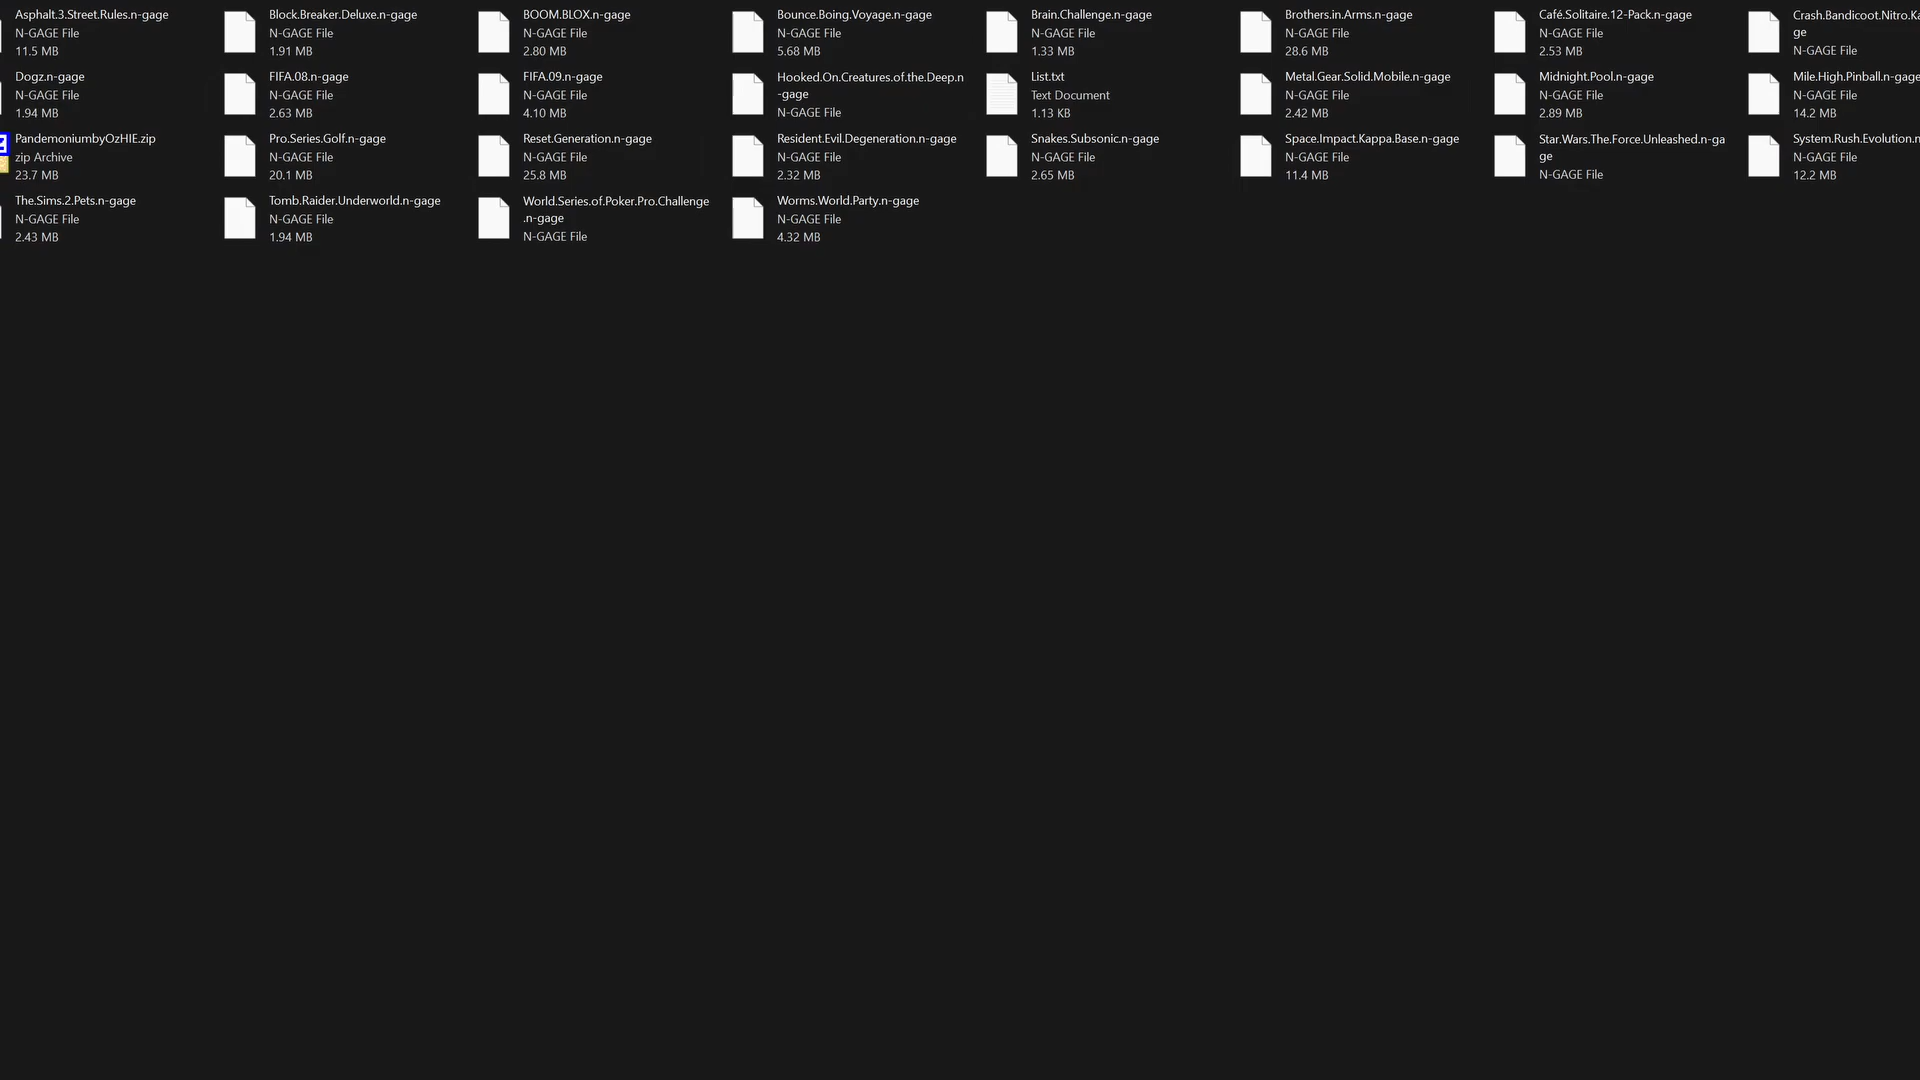 Asphalt.3.Street.Rules.n-gage
N-GAGE File
11.5 MB
Block.Breaker.Deluxe.n-gage
N-GAGE File
1.91 MB
BOOM.BLOX.n-gage
N-GAGE File
2.80 MB
Bounce.Boing.Voyage.n-gage
N-GAGE File
5.68 MB
Brain.Challenge.n-gage
N-GAGE File
1.33 MB
Brothers.in.Arms.n-gage
N-GAGE File
28.6 MB
Café.Solitaire.12-Pack.n-gage
N-GAGE File
2.53 MB
Crash.Bandicoot.Nitro.Ka
ge
N-GAGE File
Dogz.n-gage
N-GAGE File
1.94 MB
FIFA.08.n-gage
N-GAGE File
2.63 MB
FIFA.09.n-gage
N-GAGE File
4.10 MB
Hooked.On.Creatures.of.the.Deep.n
-gage
N-GAGE File
List.txt
Text Document
1.13 KB
Metal.Gear.Solid.Mobile.n-gage
N-GAGE File
2.42 MB
Midnight.Pool.n-gage
N-GAGE File
2.89 MB
Mile.High.Pinball.n-gage
N-GAGE File
14.2 MB
PandemoniumbyOzHIE.zip
zip Archive
23.7 MB
Pro.Series.Golf.n-gage
N-GAGE File
20.1 MB
Reset.Generation.n-gage
N-GAGE File
25.8 MB
Resident.Evil.Degeneration.n-gage
N-GAGE File
2.32 MB
Snakes.Subsonic.n-gage
N-GAGE File
2.65 MB
Space.Impact.Kappa.Base.n-gage
N-GAGE File
11.4 MB
Star.Wars.The.Force.Unleashed.n-ga
ge
N-GAGE File
System.Rush.Evolution.n
N-GAGE File
12.2 MB
The.Sims.2.Pets.n-gage
N-GAGE File
2.43 MB
Tomb.Raider.Underworld.n-gage
N-GAGE File
1.94 MB
World.Series.of.Poker.Pro.Challenge
.n-gage
N-GAGE File
Worms.World.Party.n-gage
N-GAGE File
4.32 MB